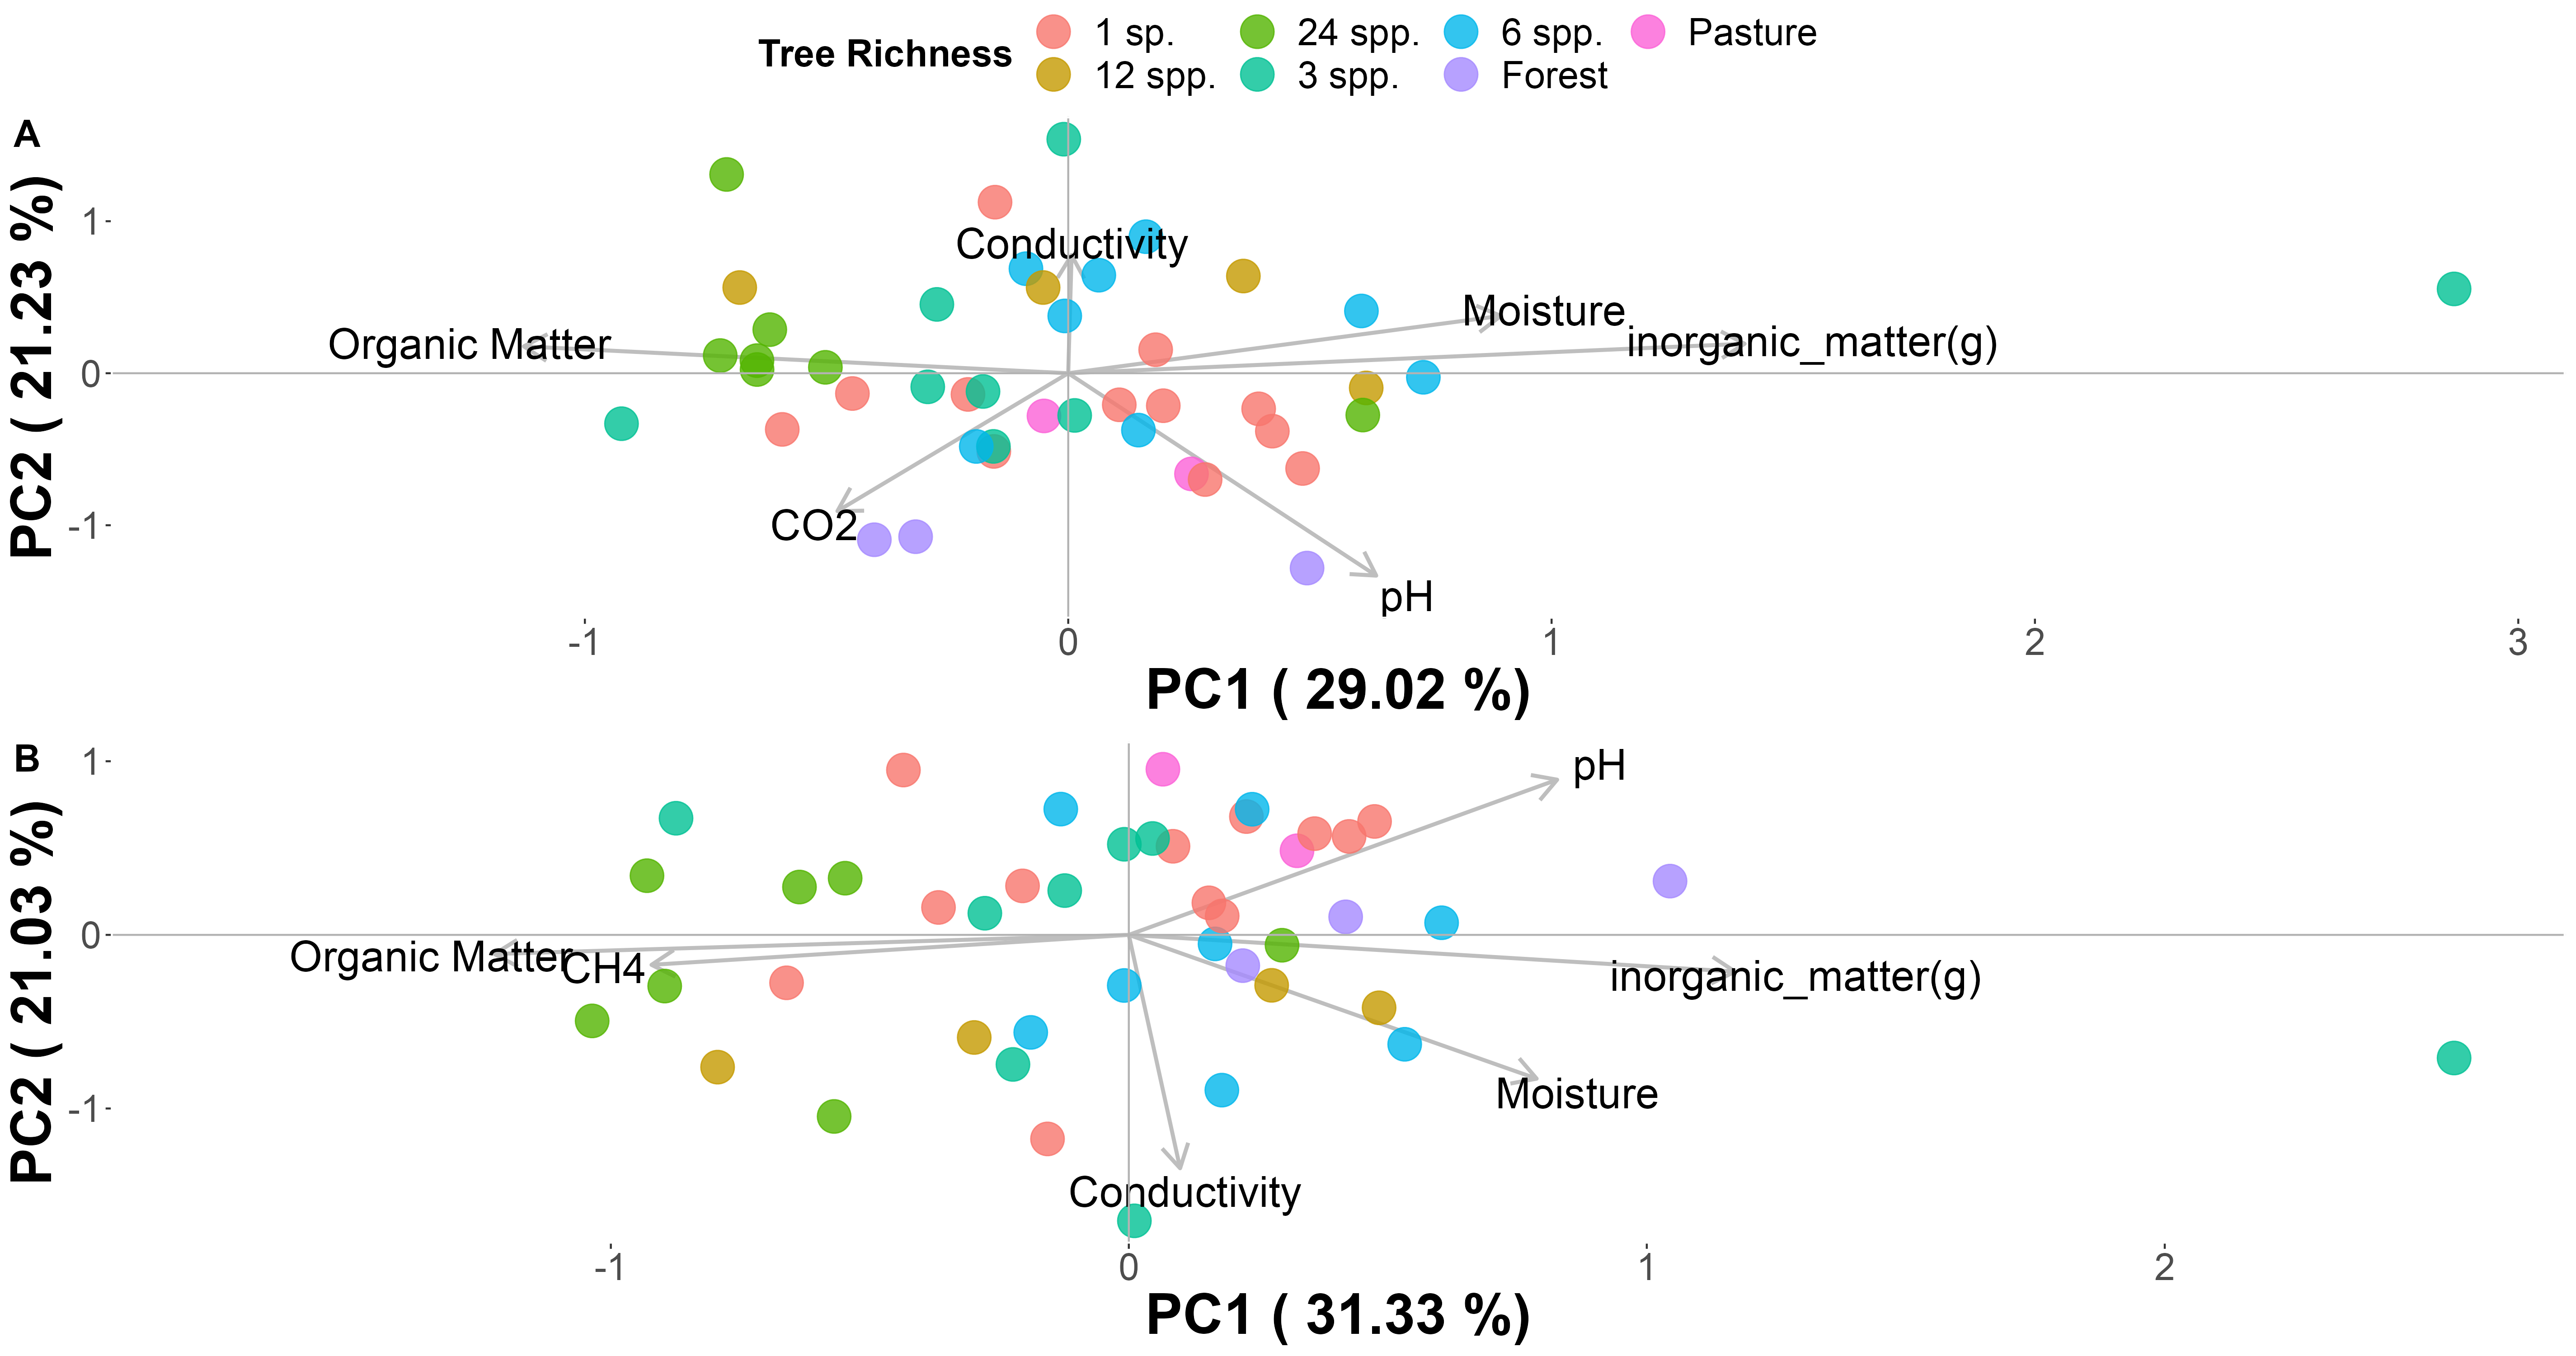 Tree Richness
1 sp.
24 spp.
6 spp.
Pasture
12 spp.
3 spp.
Forest
A
PC2 ( 21.23 %)
1
0
-1
Conductivity
Moisture
inorganic_matter(g)
Organic Matter
CO2
pH
-1 0 1 2 3
PC1 ( 29.02 %)
B
PC2 ( 21.03 %)
1
0
-1
pH
Organic Matter
CH4
inorganic_matter(g)
Moisture
Conductivity
-1 0 1 2
PC1 ( 31.33 %)